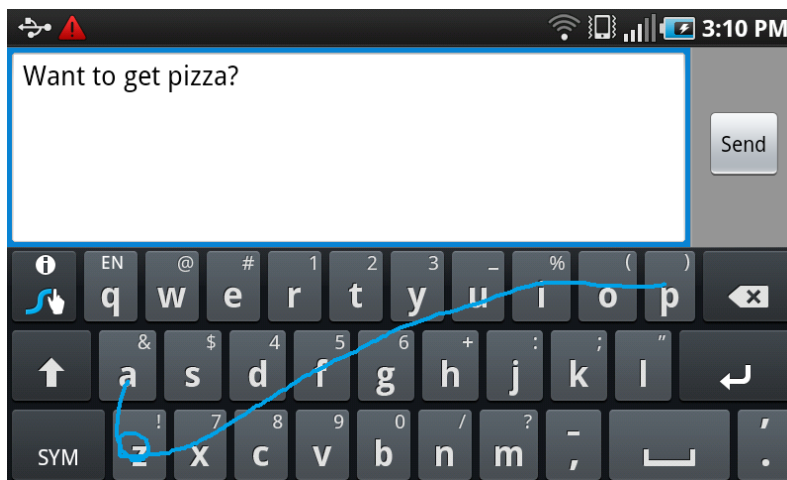 3:10 PM
Want to get pizza?
Send
EN @ # 1 2 3 _ % ( )
q w e r t y u i o p
& $ 4 5 6 + : ; "
a s d f g h j k l
! 7 8 9 0 / ? – '
SYM z x c v b n m , .